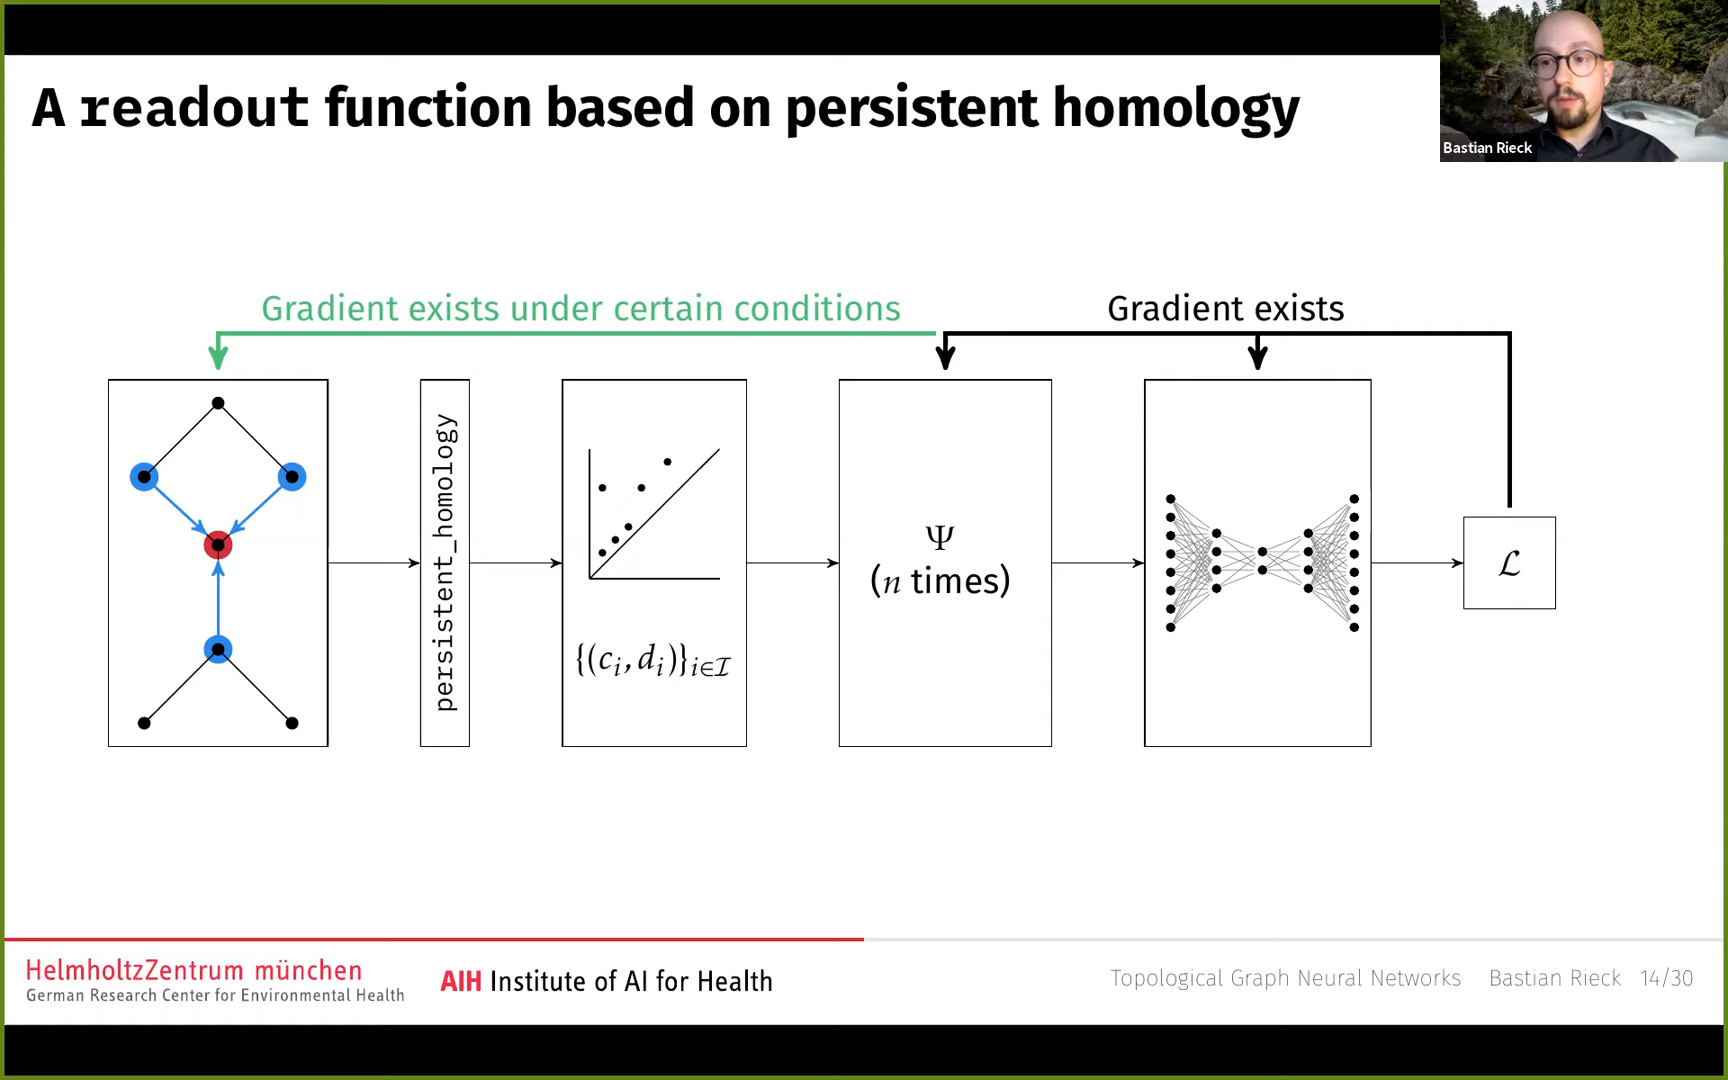 A readout function based on persistent homology
Bastian Rieck
Gradient exists under certain conditions
Gradient exists
persistent_homology
{(cᵢ, dᵢ)}ᵢ∈𝓘
Ψ
(n times)
ℒ
HelmholtzZentrum münchen
German Research Center for Environmental Health
AIH Institute of AI for Health
Topological Graph Neural Networks Bastian Rieck 14/30